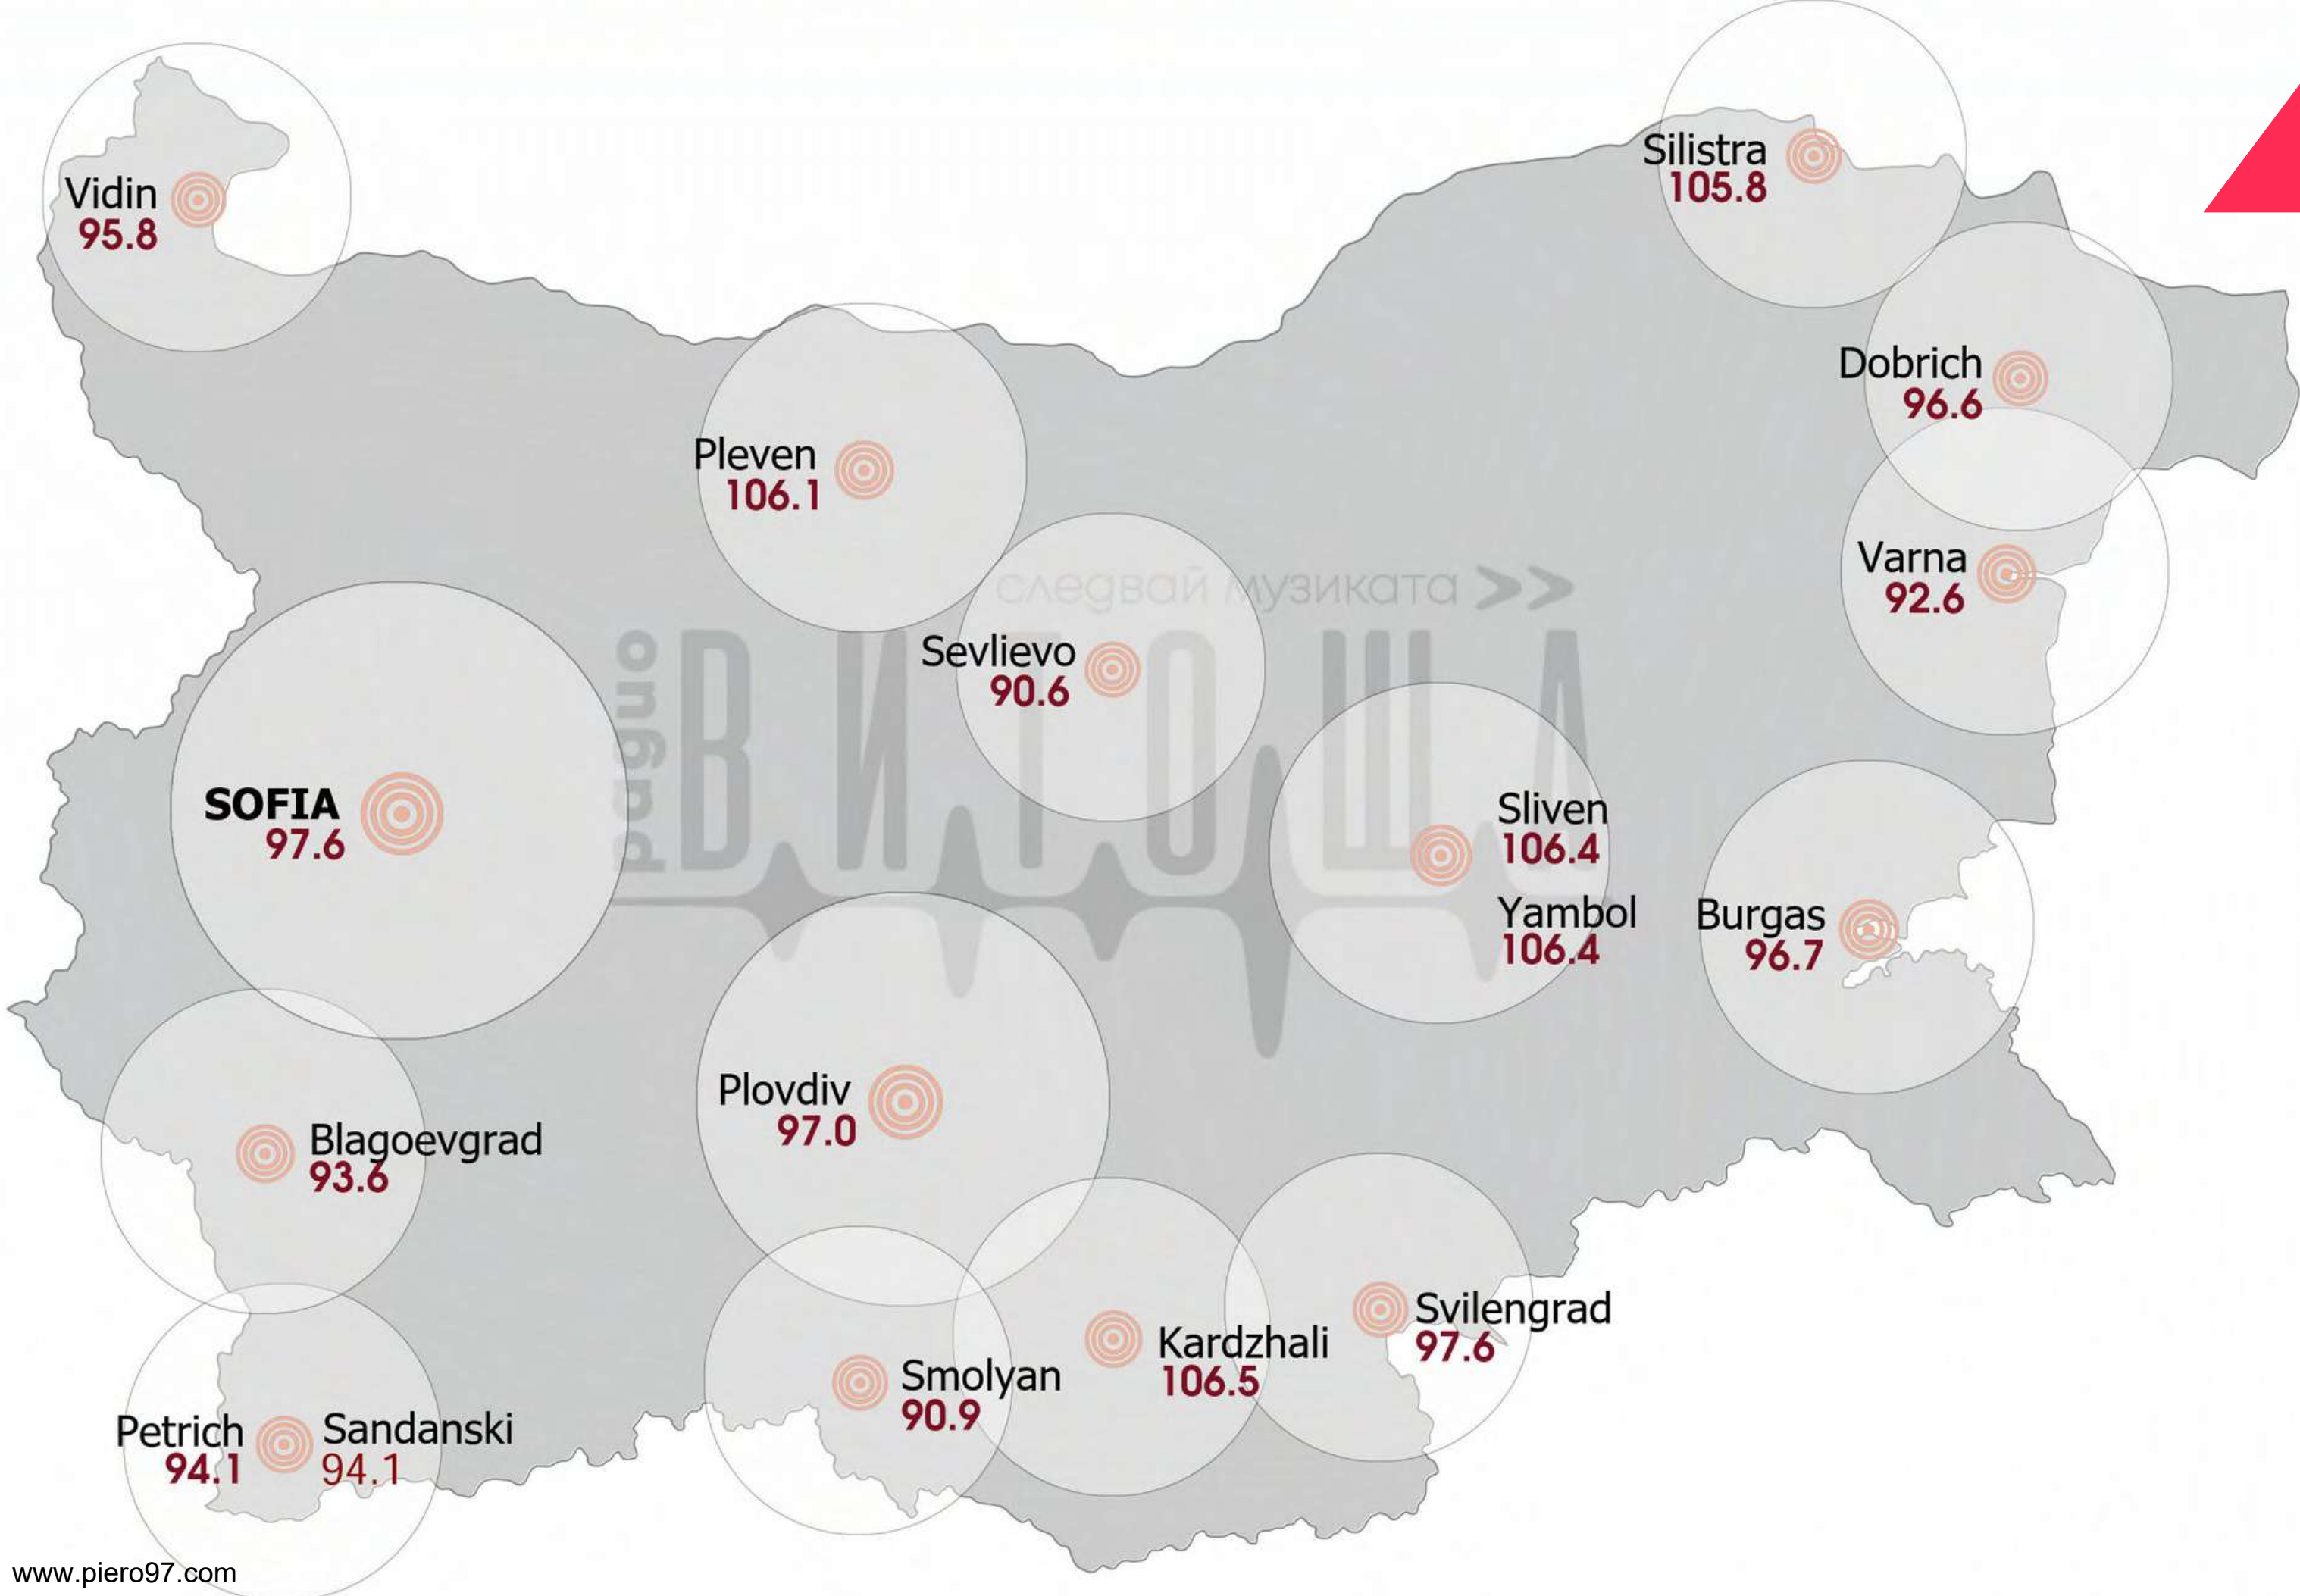 Vidin
95.8
Silistra
105.8
Dobrich
96.6
Pleven
106.1
Varna
92.6
следвай музиката >>
Sevlievo
90.6
радио
ВИТОША
SOFIA
97.6
Sliven
106.4
Yambol
106.4
Burgas
96.7
Plovdiv
97.0
Blagoevgrad
93.6
Svilengrad
97.6
Kardzhali
106.5
Smolyan
90.9
Petrich
94.1
Sandanski
94.1
www.piero97.com